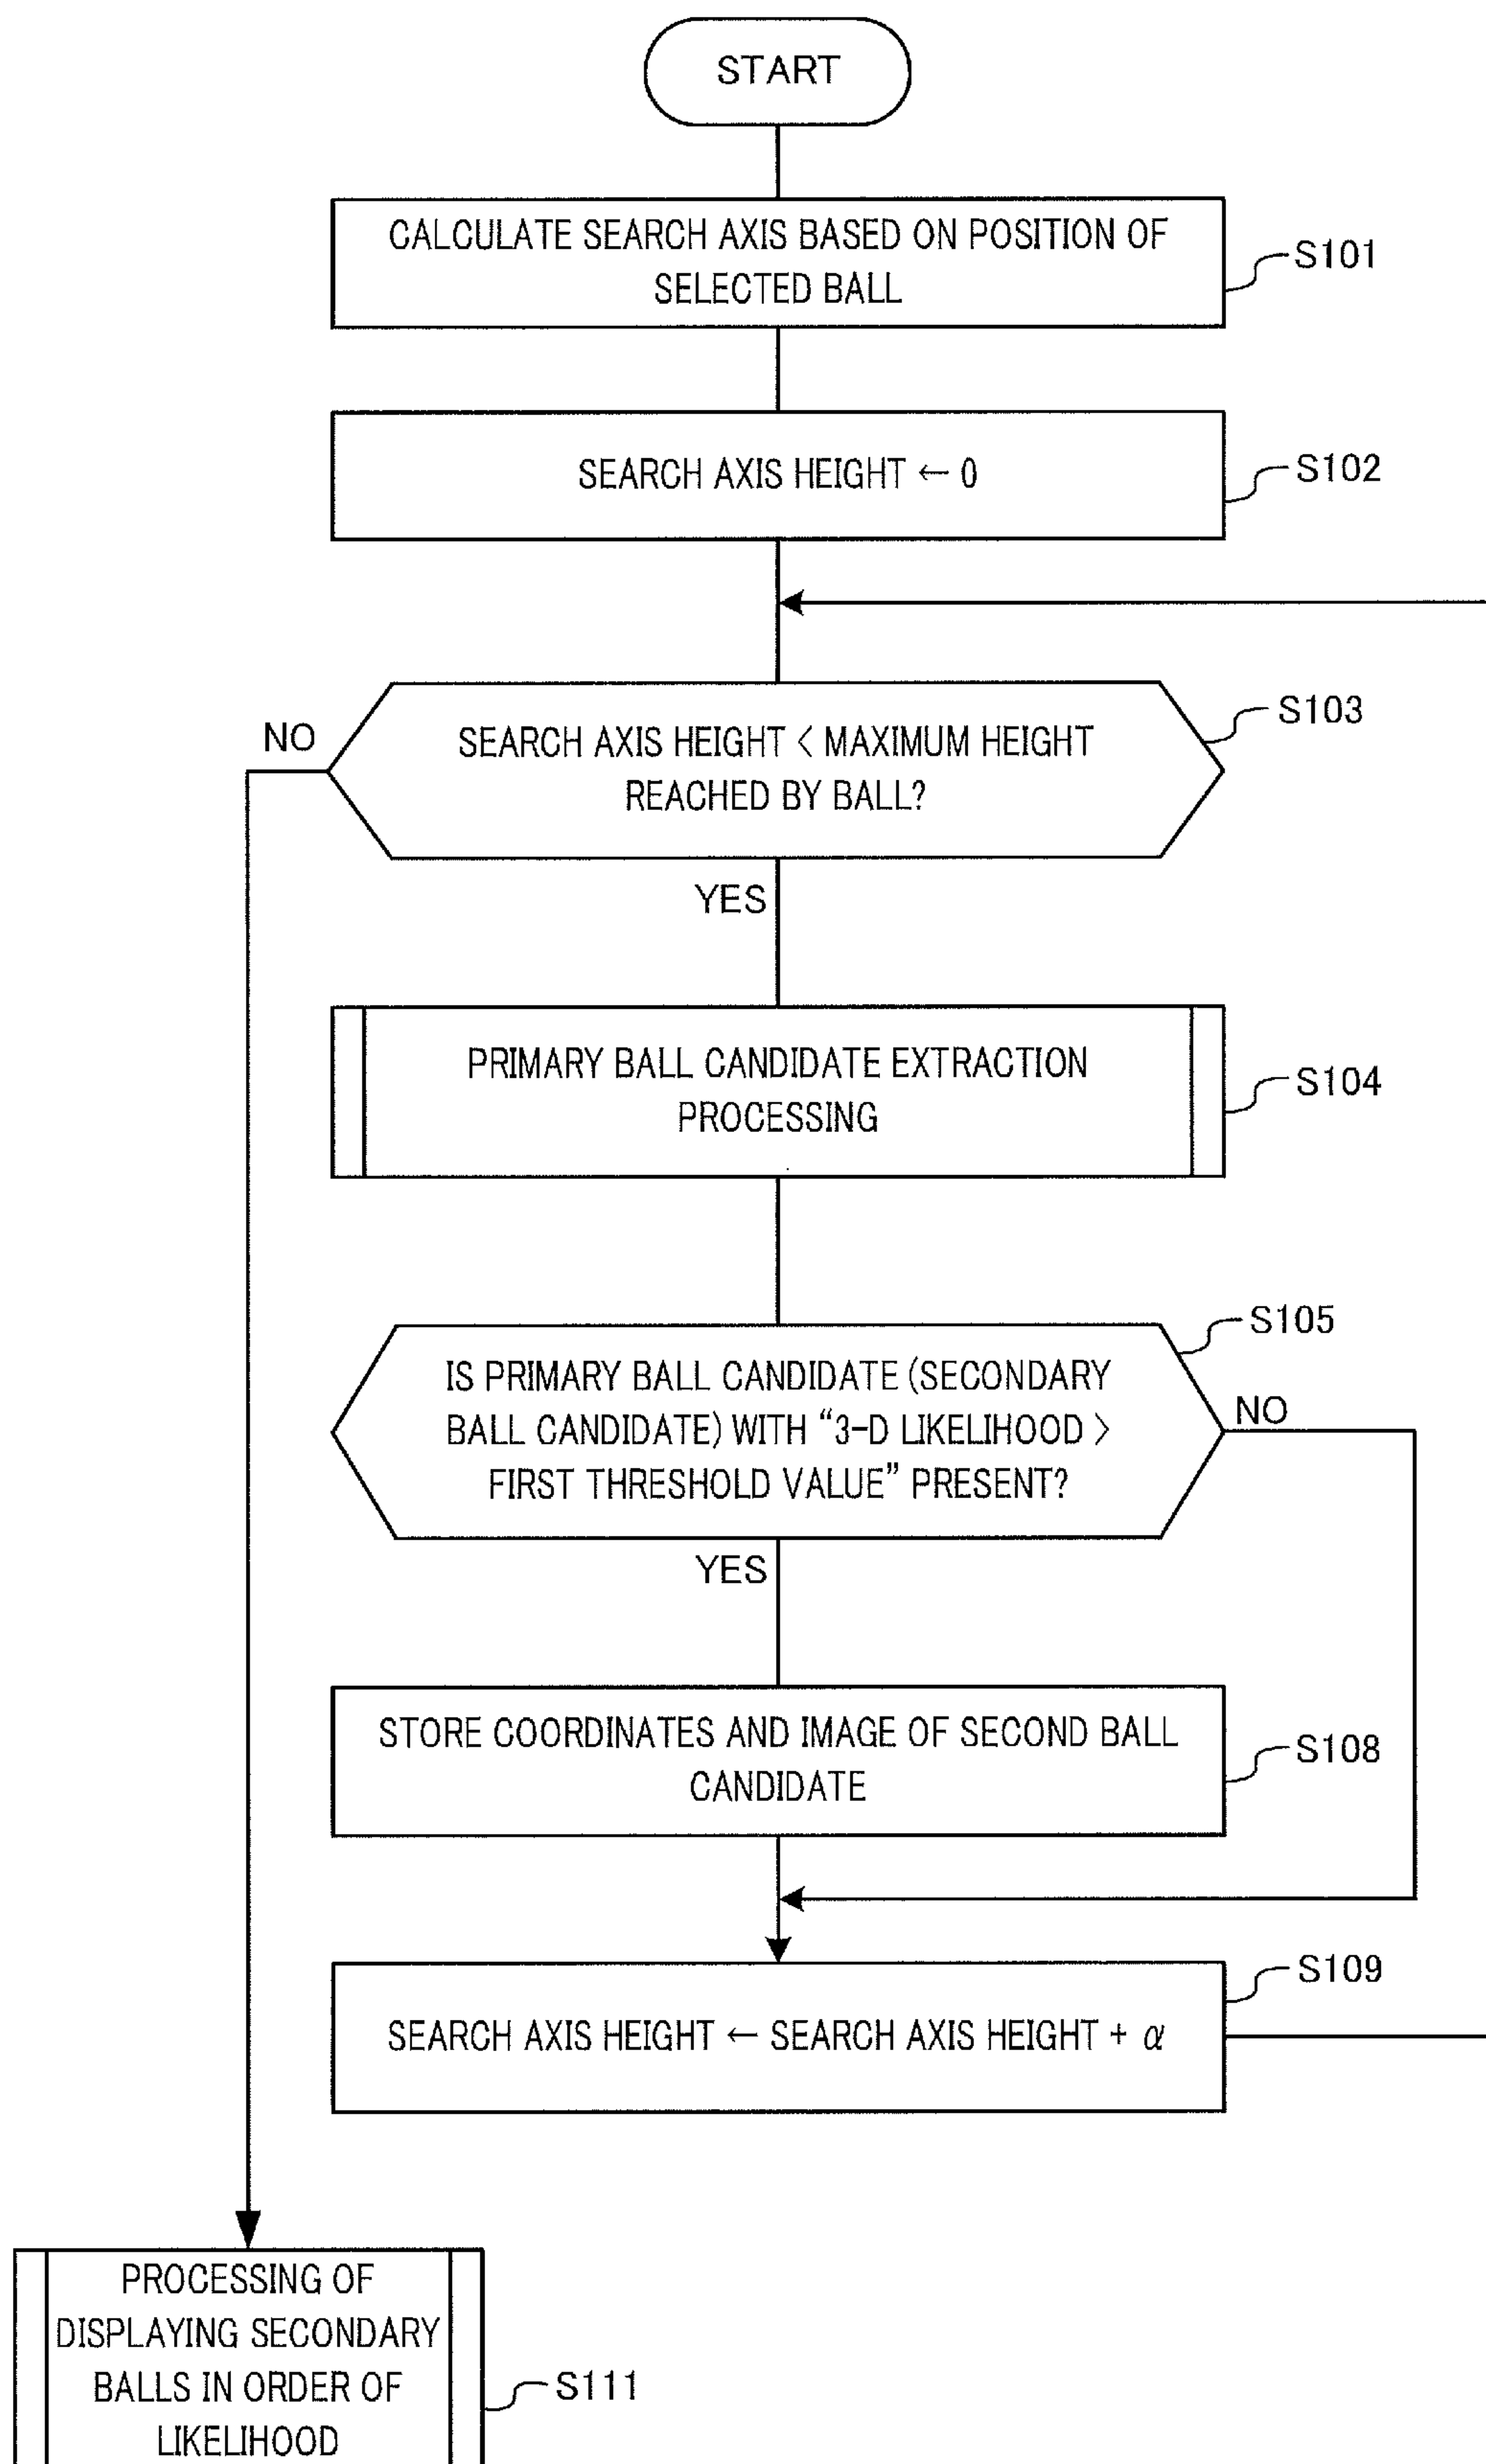 START
CALCULATE SEARCH AXIS BASED ON POSITION OF
SELECTED BALL
S101
SEARCH AXIS HEIGHT ← 0
S102
SEARCH AXIS HEIGHT < MAXIMUM HEIGHT
REACHED BY BALL?
S103
NO
YES
PRIMARY BALL CANDIDATE EXTRACTION
PROCESSING
S104
IS PRIMARY BALL CANDIDATE (SECONDARY
BALL CANDIDATE) WITH “3-D LIKELIHOOD >
FIRST THRESHOLD VALUE” PRESENT?
S105
NO
YES
STORE COORDINATES AND IMAGE OF SECOND BALL
CANDIDATE
S108
SEARCH AXIS HEIGHT ← SEARCH AXIS HEIGHT + α
S109
PROCESSING OF
DISPLAYING SECONDARY
BALLS IN ORDER OF
LIKELIHOOD
S111